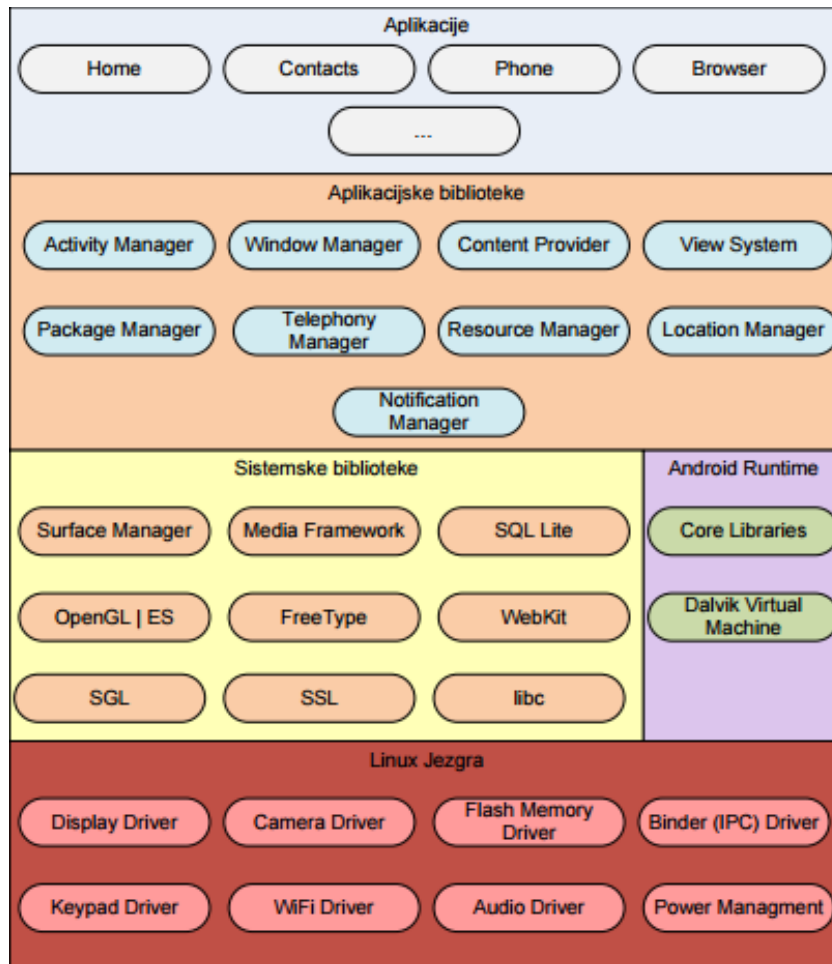 Aplikacije
Home
Contacts
Phone
Browser
...
Aplikacijske biblioteke
Activity Manager
Window Manager
Content Provider
View System
Package Manager
Telephony
Manager
Resource Manager
Location Manager
Notification
Manager
Sistemske biblioteke
Surface Manager
Media Framework
SQL Lite
OpenGL | ES
FreeType
WebKit
SGL
SSL
libc
Android Runtime
Core Libraries
Dalvik Virtual
Machine
Linux Jezgra
Display Driver
Camera Driver
Flash Memory
Driver
Binder (IPC) Driver
Keypad Driver
WiFi Driver
Audio Driver
Power Managment